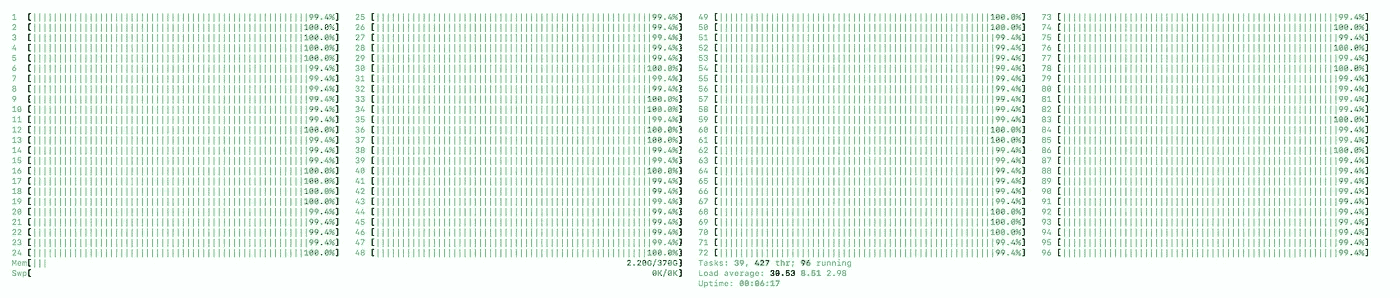 1 [99.4%] 25 [99.4%] 49 [100.0%] 73 [99.4%]
2 [100.0%] 26 [99.4%] 50 [100.0%] 74 [100.0%]
3 [100.0%] 27 [99.4%] 51 [99.4%] 75 [99.4%]
4 [100.0%] 28 [99.4%] 52 [100.0%] 76 [100.0%]
5 [100.0%] 29 [99.4%] 53 [99.4%] 77 [99.4%]
6 [99.4%] 30 [100.0%] 54 [100.0%] 78 [100.0%]
7 [99.4%] 31 [99.4%] 55 [99.4%] 79 [99.4%]
8 [99.4%] 32 [99.4%] 56 [99.4%] 80 [99.4%]
9 [99.4%] 33 [100.0%] 57 [99.4%] 81 [99.4%]
10 [99.4%] 34 [100.0%] 58 [99.4%] 82 [99.4%]
11 [99.4%] 35 [99.4%] 59 [99.4%] 83 [100.0%]
12 [100.0%] 36 [100.0%] 60 [100.0%] 84 [99.4%]
13 [99.4%] 37 [100.0%] 61 [100.0%] 85 [99.4%]
14 [99.4%] 38 [99.4%] 62 [99.4%] 86 [100.0%]
15 [99.4%] 39 [99.4%] 63 [99.4%] 87 [99.4%]
16 [100.0%] 40 [100.0%] 64 [99.4%] 88 [99.4%]
17 [100.0%] 41 [99.4%] 65 [99.4%] 89 [99.4%]
18 [100.0%] 42 [99.4%] 66 [99.4%] 90 [99.4%]
19 [100.0%] 43 [99.4%] 67 [99.4%] 91 [99.4%]
20 [99.4%] 44 [99.4%] 68 [100.0%] 92 [99.4%]
21 [99.4%] 45 [99.4%] 69 [100.0%] 93 [99.4%]
22 [99.4%] 46 [99.4%] 70 [100.0%] 94 [99.4%]
23 [99.4%] 47 [99.4%] 71 [99.4%] 95 [99.4%]
24 [100.0%] 48 [100.0%] 72 [99.4%] 96 [99.4%]
Mem[||| 2.20G/370G] Tasks: 39, 427 thr; 96 running
Swp[ 0K/0K] Load average: 30.53 8.51 2.98
Uptime: 00:06:17